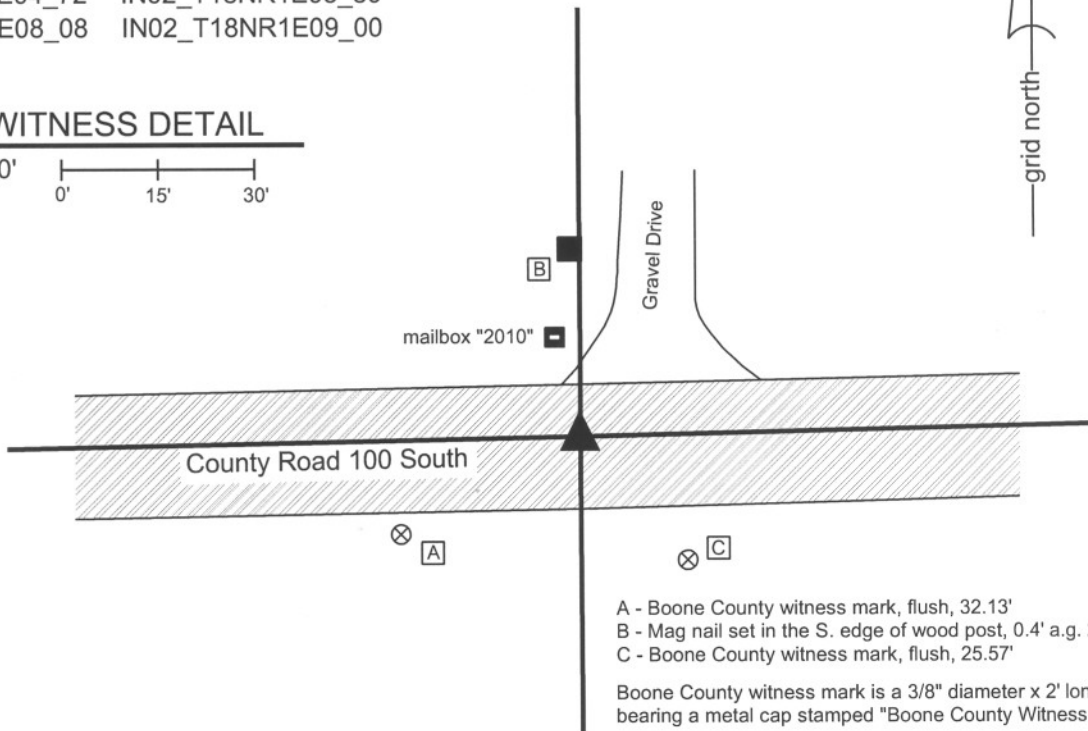 IN02_T18NR1E09_00
E08_08
WITNESS DETAIL
0'
0' 15' 30'
grid north
Gravel Drive
B
mailbox "2010"
County Road 100 South
A
C
A - Boone County witness mark, flush, 32.13'
B - Mag nail set in the S. edge of wood post, 0.4' a.g.
C - Boone County witness mark, flush, 25.57'
Boone County witness mark is a 3/8" diameter x 2'
bearing a metal cap stamped "Boone County Witness